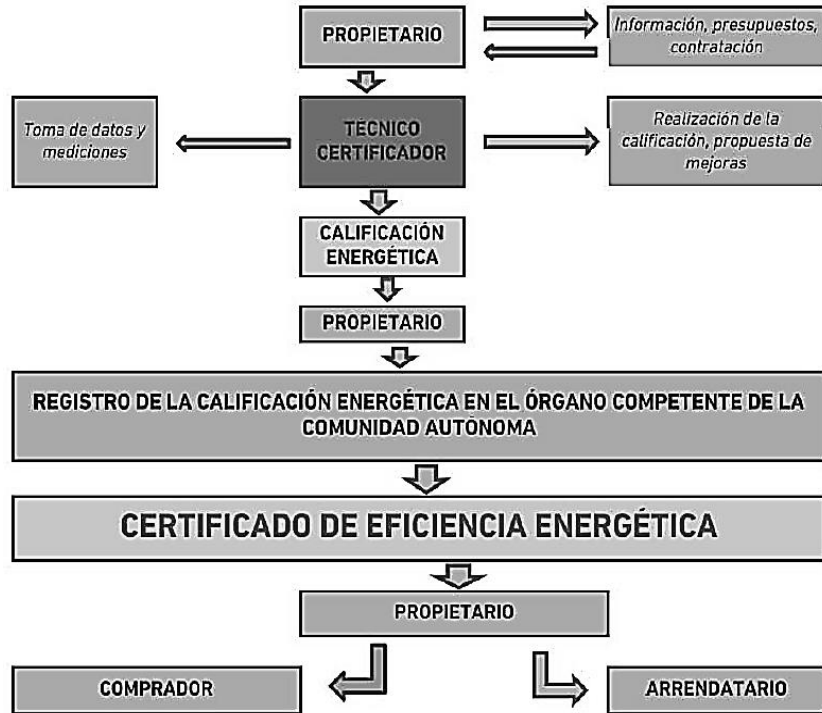 PROPIETARIO
Información, presupuestos,
contratación
Toma de datos y
mediciones
TÉCNICO
CERTIFICADOR
Realización de la
calificación, propuesta de
mejoras
CALIFICACIÓN
ENERGÉTICA
PROPIETARIO
REGISTRO DE LA CALIFICACIÓN ENERGÉTICA EN EL ÓRGANO COMPETENTE DE LA
COMUNIDAD AUTÓNOMA
CERTIFICADO DE EFICIENCIA ENERGÉTICA
PROPIETARIO
COMPRADOR
ARRENDATARIO